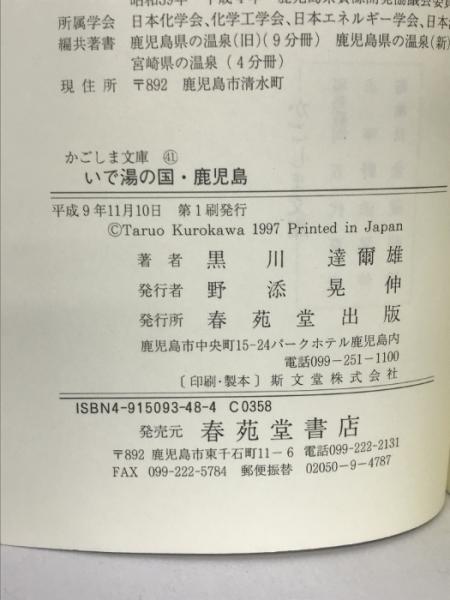 所属学会 日本化学会、化学工学会、日本エネルギー学会、日本
編共著書 鹿児島県の温泉(旧)(9分冊) 鹿児島県の温泉(新)
宮崎県の温泉(4分冊)
現住所 〒892 鹿児島市清水町
かごしま文庫 ㊶
いで湯の国・鹿児島
平成9年11月10日 第1刷発行
©Taruo Kurokawa 1997 Printed in Japan
著者 黒川達爾雄
発行者 野添晃伸
発行所 春苑堂出版
鹿児島市中央町15-24パークホテル鹿児島内
電話099-251-1100
〔印刷・製本〕斯文堂株式会社
ISBN4-915093-48-4 C0358
発売元 春苑堂書店
〒892 鹿児島市東千石町11-6 電話099-222-2131
FAX 099-222-5784 郵便振替 02050-9-4787